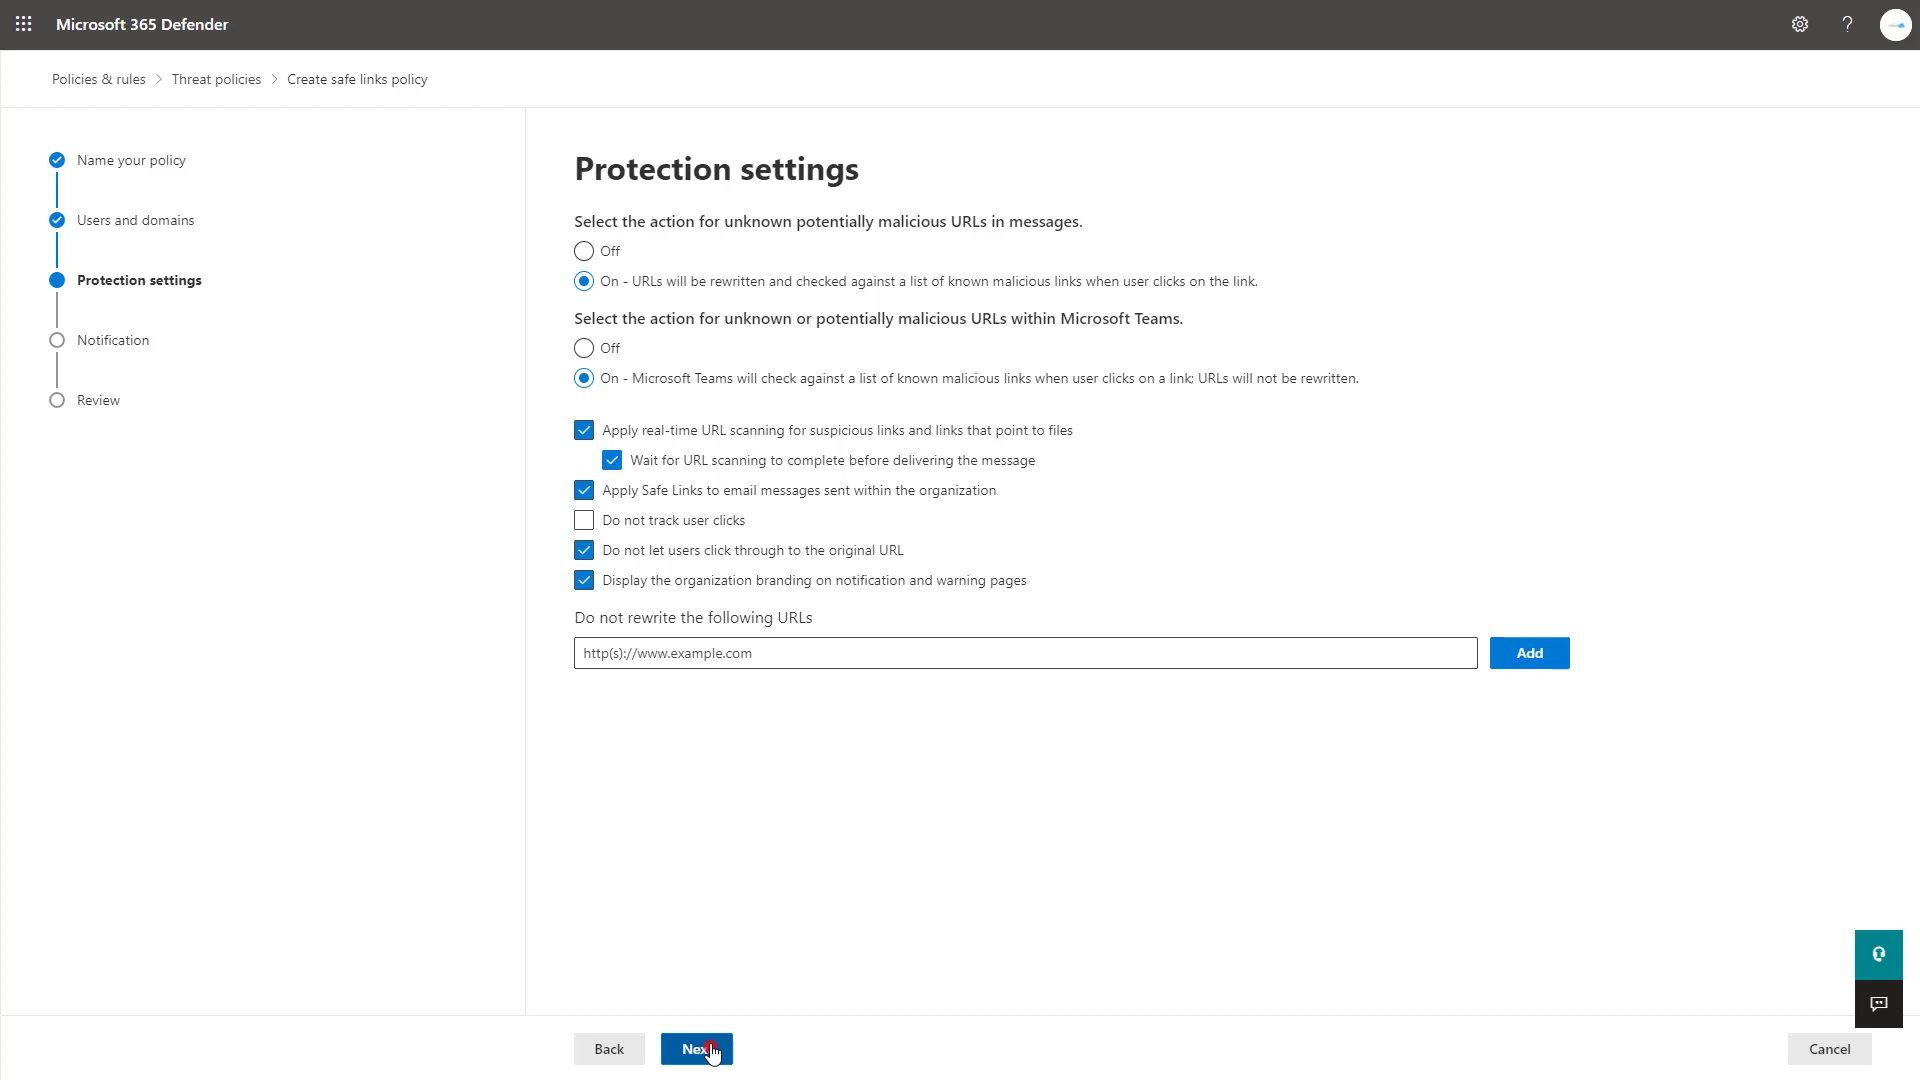 Microsoft 365 Defender
?
Policies & rules > Threat policies > Create safe links policy
Name your policy
Users and domains
Protection settings
Notification
Review
Protection settings
Select the action for unknown potentially malicious URLs in messages.
Off
On - URLs will be rewritten and checked against a list of known malicious links when user clicks on the link.
Select the action for unknown or potentially malicious URLs within Microsoft Teams.
Off
On - Microsoft Teams will check against a list of known malicious links when user clicks on a link; URLs will not be rewritten.
Apply real-time URL scanning for suspicious links and links that point to files
Wait for URL scanning to complete before delivering the message
Apply Safe Links to email messages sent within the organization
Do not track user clicks
Do not let users click through to the original URL
Display the organization branding on notification and warning pages
Do not rewrite the following URLs
http(s)://www.example.com
Add
Back
Next
Cancel